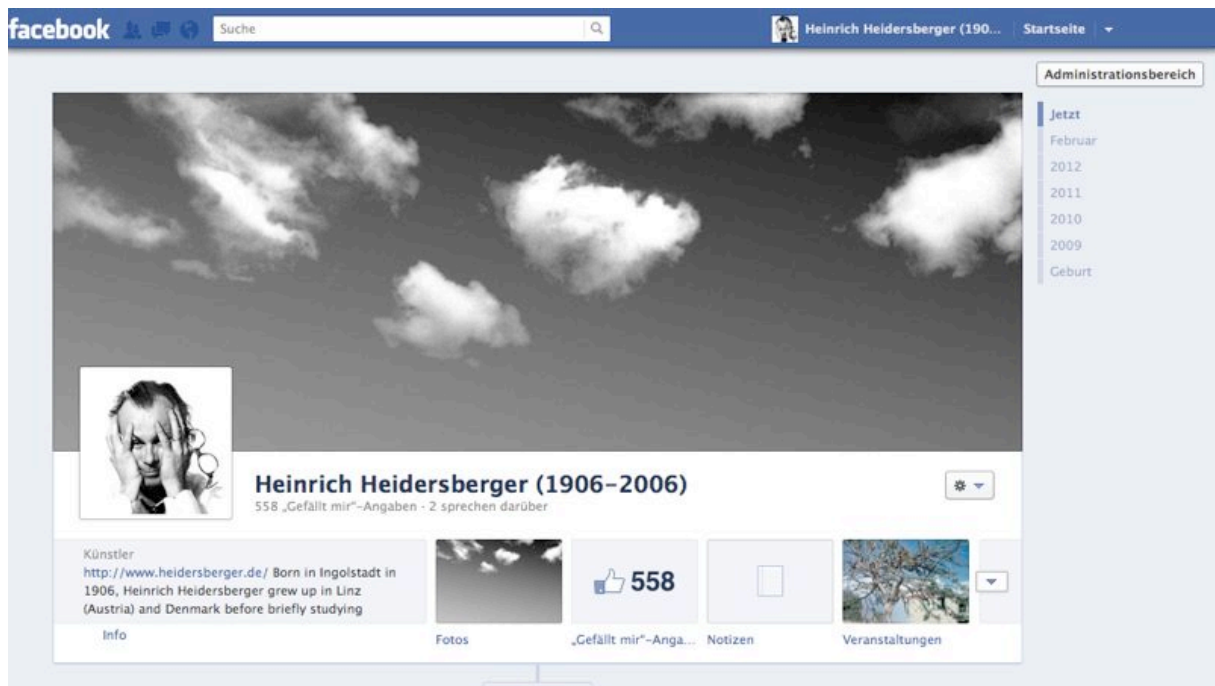 facebook
Suche
Heinrich Heidersberger (190...
Startseite
Administrationsbereich
Jetzt
Februar
2012
2011
2010
2009
Geburt
Heinrich Heidersberger (1906–2006)
558 „Gefällt mir“-Angaben · 2 sprechen darüber
Künstler
http://www.heidersberger.de/ Born in Ingolstadt in
1906, Heinrich Heidersberger grew up in Linz
(Austria) and Denmark before briefly studying
Info
558
Fotos
„Gefällt mir“-Anga...
Notizen
Veranstaltungen